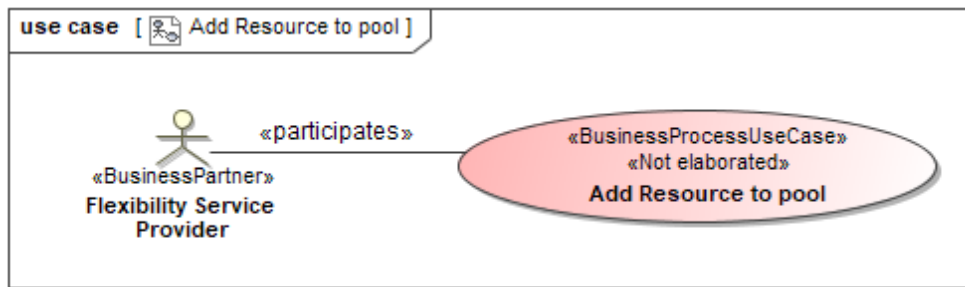 use case [ Add Resource to pool ]
«participates»
«BusinessPartner»
Flexibility Service
Provider
«BusinessProcessUseCase»
«Not elaborated»
Add Resource to pool